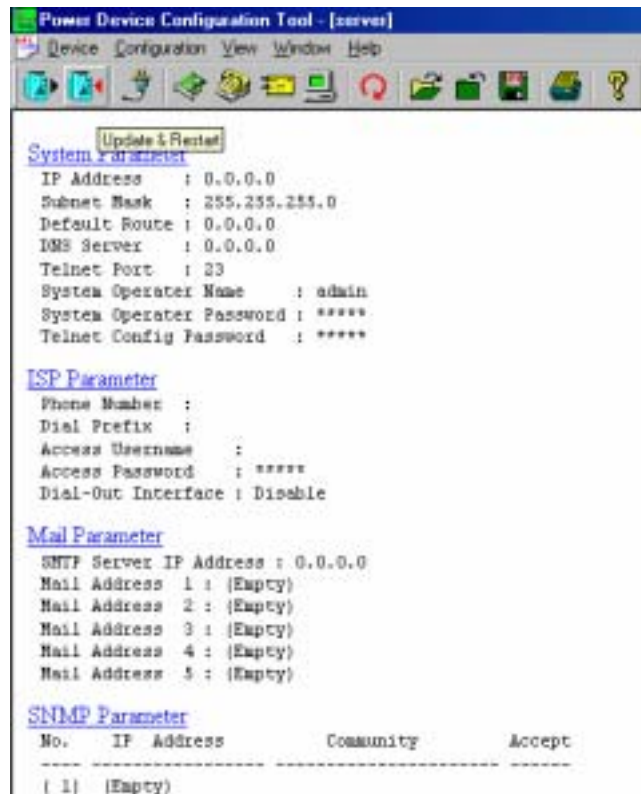 Power Device Configuration Tool - [server]
Device Configuration View Window Help
Update & Restart
System Parameter
IP Address : 0.0.0.0
Subnet Mask : 255.255.255.0
Default Route : 0.0.0.0
DNS Server : 0.0.0.0
Telnet Port : 23
System Operater Name : admin
System Operater Password : *****
Telnet Config Password : *****
ISP Parameter
Phone Number :
Dial Prefix :
Access Username :
Access Password : *****
Dial-Out Interface : Disable
Mail Parameter
SMTP Server IP Address : 0.0.0.0
Mail Address 1 : (Empty)
Mail Address 2 : (Empty)
Mail Address 3 : (Empty)
Mail Address 4 : (Empty)
Mail Address 5 : (Empty)
SNMP Parameter
No. IP Address Community Accept
---- ------------------ ----------------------- ------
( 1) (Empty)